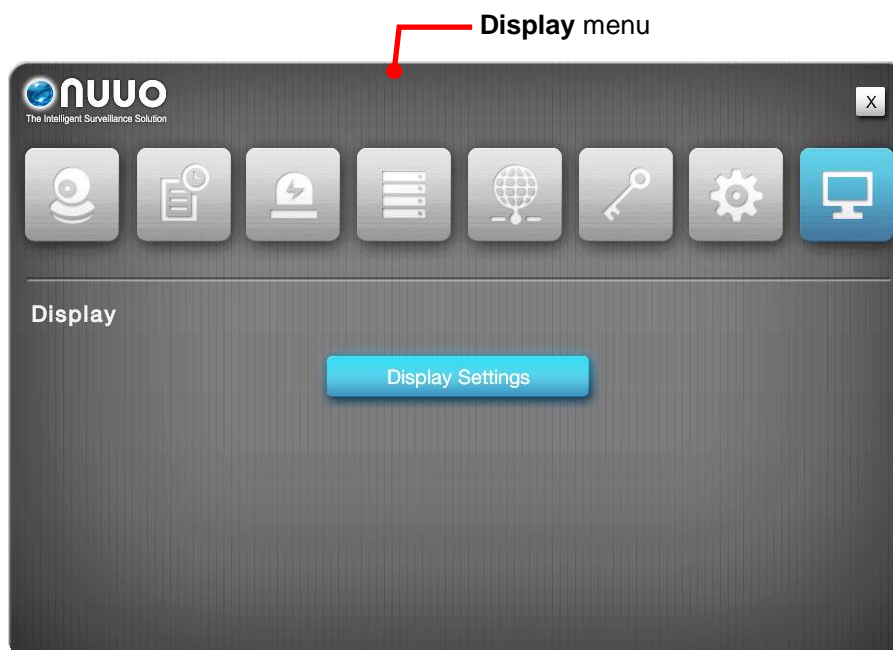 Display menu
nuuo
The Intelligent Surveillance Solution
X
Display
Display Settings